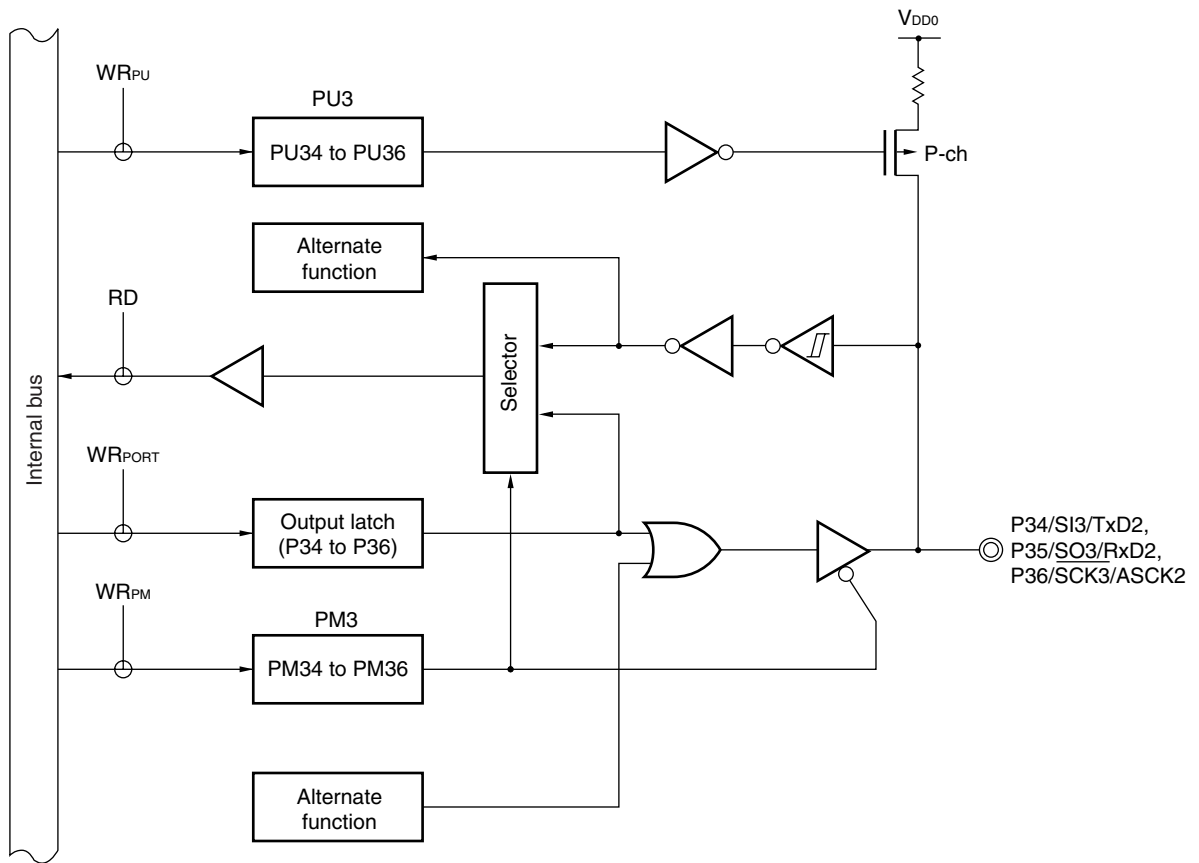 VDD0
WRPU
PU3
PU34 to PU36
P-ch
Alternate
function
RD
Selector
Internal bus
WRPORT
Output latch
(P34 to P36)
P34/SI3/TxD2,
P35/SO3/RxD2,
P36/SCK3/ASCK2
WRPM
PM3
PM34 to PM36
Alternate
function